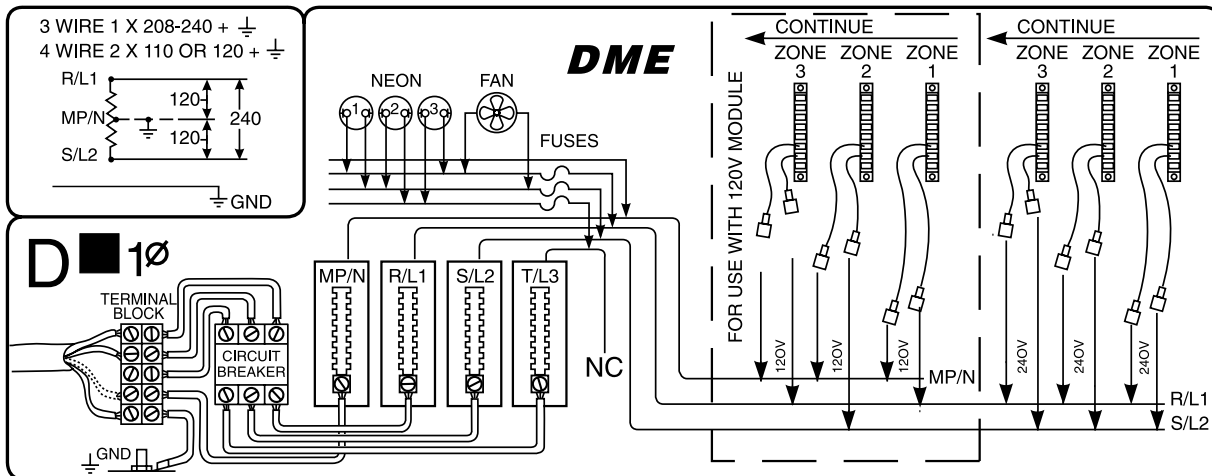 3 WIRE 1 X 208-240 + ⏚
4 WIRE 2 X 110 OR 120 + ⏚
R/L1
MP/N
S/L2
120
120
240
GND
D ■ 1Ø
TERMINAL
BLOCK
CIRCUIT
BREAKER
GND
NEON
1 2 3
FAN
FUSES
DME
MP/N
R/L1
S/L2
T/L3
NC
FOR USE WITH 120V MODULE
CONTINUE
ZONE
3
ZONE
2
ZONE
1
120V
120V
120V
MP/N
CONTINUE
ZONE
3
ZONE
2
ZONE
1
240V
240V
240V
R/L1
S/L2